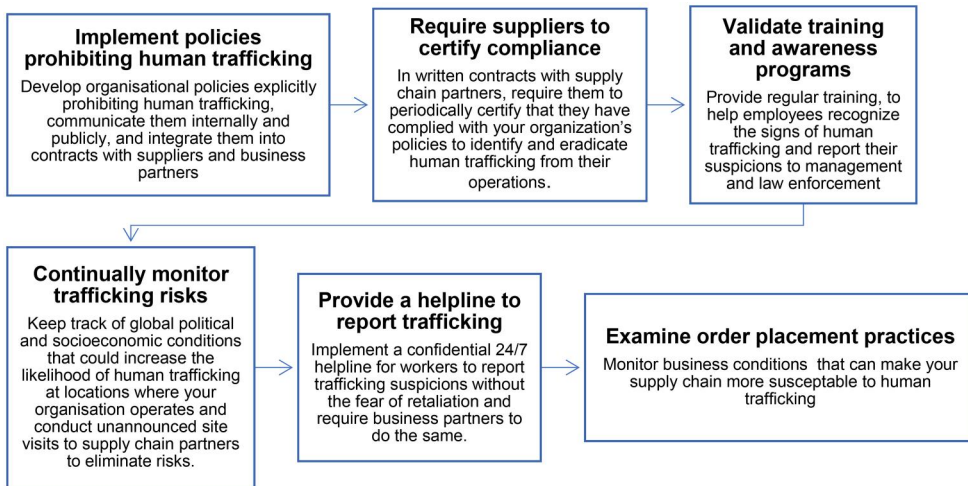 Implement policies
prohibiting human trafficking
Develop organisational policies explicitly
prohibiting human trafficking,
communicate them internally and
publicly, and integrate them into
contracts with suppliers and business
partners
Require suppliers to
certify compliance
In written contracts with supply
chain partners, require them to
periodically certify that they have
complied with your organization's
policies to identify and eradicate
human trafficking from their
operations.
Validate training
and awareness
programs
Provide regular training, to
help employees recognize
the signs of human
trafficking and report their
suspicions to management
and law enforcement
Continually monitor
trafficking risks
Keep track of global political
and socioeconomic conditions
that could increase the
likelihood of human trafficking
at locations where your
organisation operates and
conduct unannounced site
visits to supply chain partners
to eliminate risks.
Provide a helpline to
report trafficking
Implement a confidential 24/7
helpline for workers to report
trafficking suspicions without
the fear of retaliation and
require business partners to
do the same.
Examine order placement practices
Monitor business conditions that can make your
supply chain more susceptable to human
trafficking